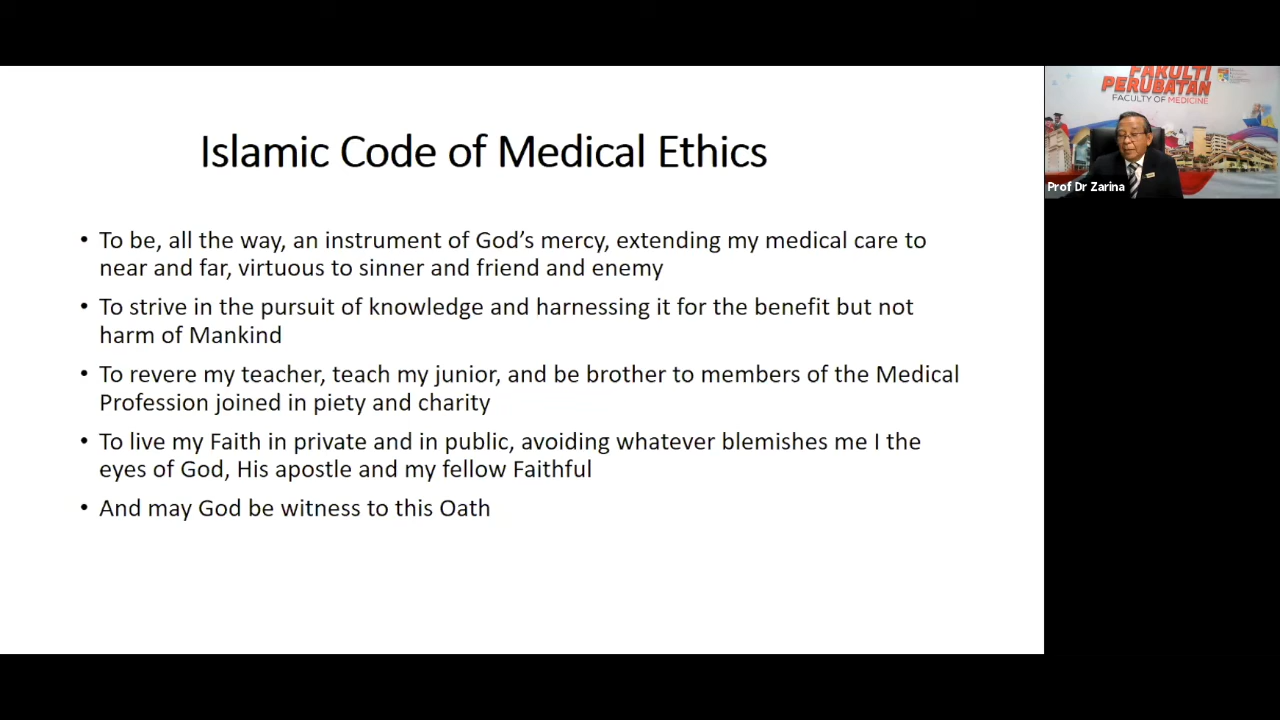 Islamic Code of Medical Ethics
• To be, all the way, an instrument of God’s mercy, extending my medical care to
near and far, virtuous to sinner and friend and enemy
• To strive in the pursuit of knowledge and harnessing it for the benefit but not
harm of Mankind
• To revere my teacher, teach my junior, and be brother to members of the Medical
Profession joined in piety and charity
• To live my Faith in private and in public, avoiding whatever blemishes me I the
eyes of God, His apostle and my fellow Faithful
• And may God be witness to this Oath
FAKULTI
PERUBATAN
FACULTY OF MEDICINE
Prof Dr Zarina